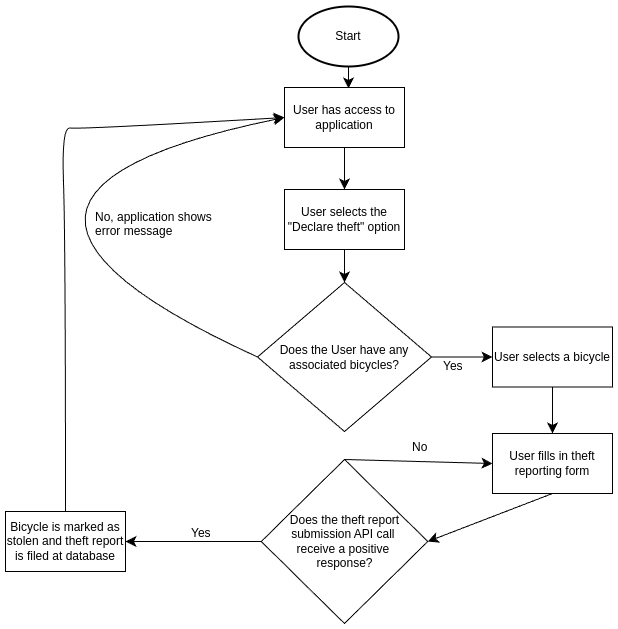 Start
User has access to
application
No, application shows
error message
User selects the
"Declare theft" option
Does the User have any
associated bicycles?
Yes
User selects a bicycle
No
User fills in theft
reporting form
Does the theft report
submission API call
receive a positive
response?
Yes
Bicycle is marked as
stolen and theft report
is filed at database